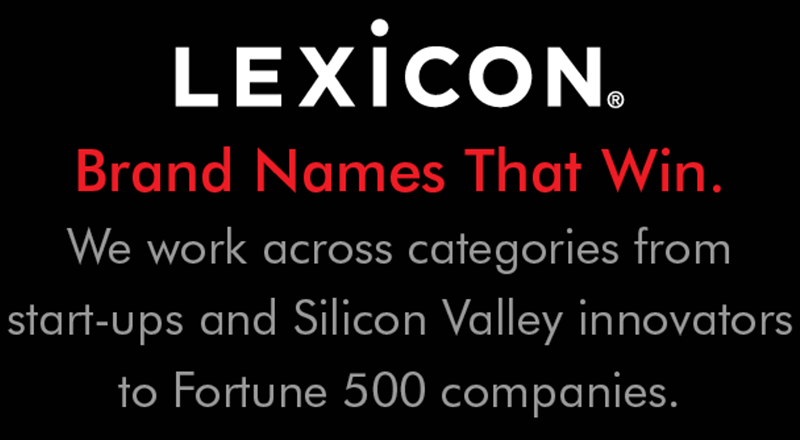 LEXiCON®
Brand Names That Win.
We work across categories from
start-ups and Silicon Valley innovators
to Fortune 500 companies.